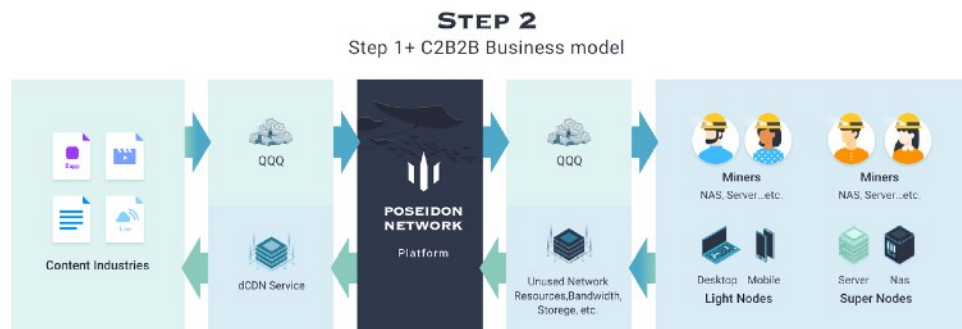 STEP 2
Step 1+ C2B2B Business model
Dapp
Live
Content Industries
QQQ
dCDN Service
POSEIDON
NETWORK
Platform
QQQ
Unused Network
Resources,Bandwidth,
Storege, etc.
Miners
NAS, Server...etc.
Miners
NAS, Server...etc.
Desktop
Mobile
Light Nodes
Server
Nas
Super Nodes